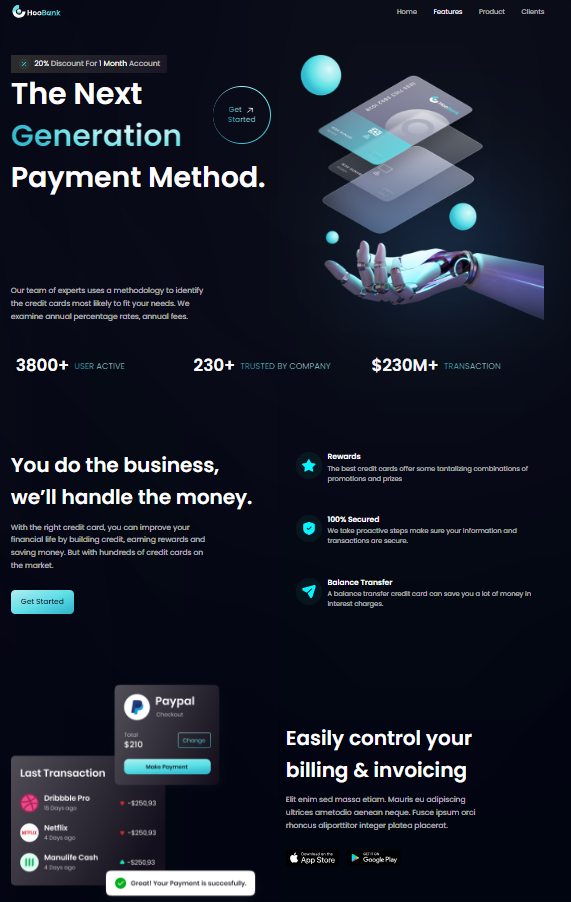 HooBank
Home Features Product Clients
20% Discount For 1 Month Account
The Next
Generation
Payment Method.
Get
Started
HooBank
Our team of experts uses a methodology to identify
the credit cards most likely to fit your needs. We
examine annual percentage rates, annual fees.
3800+ USER ACTIVE
230+ TRUSTED BY COMPANY
$230M+ TRANSACTION
You do the business,
we’ll handle the money.
With the right credit card, you can improve your
financial life by building credit, earning rewards and
saving money. But with hundreds of credit cards on
the market.
Get Started
Rewards
The best credit cards offer some tantalizing combinations of
promotions and prizes
100% Secured
We take proactive steps make sure your information and
transactions are secure.
Balance Transfer
A balance transfer credit card can save you a lot of money in
interest charges.
Paypal
Checkout
Total
$210
Change
Make Payment
Last Transaction
Dribbble Pro
16 Days ago
-$250,93
NETFLIX
Netflix
4 Days ago
-$250,93
Manulife Cash
4 Days ago
-$250,93
Great! Your Payment is succesfully.
Easily control your
billing & invoicing
Elit enim sed massa etiam. Mauris eu adipiscing
ultrices ametodio aenean neque. Fusce ipsum orci
rhoncus aliporttitor integer platea placerat.
Download on the
App Store
GET IT ON
Google Play